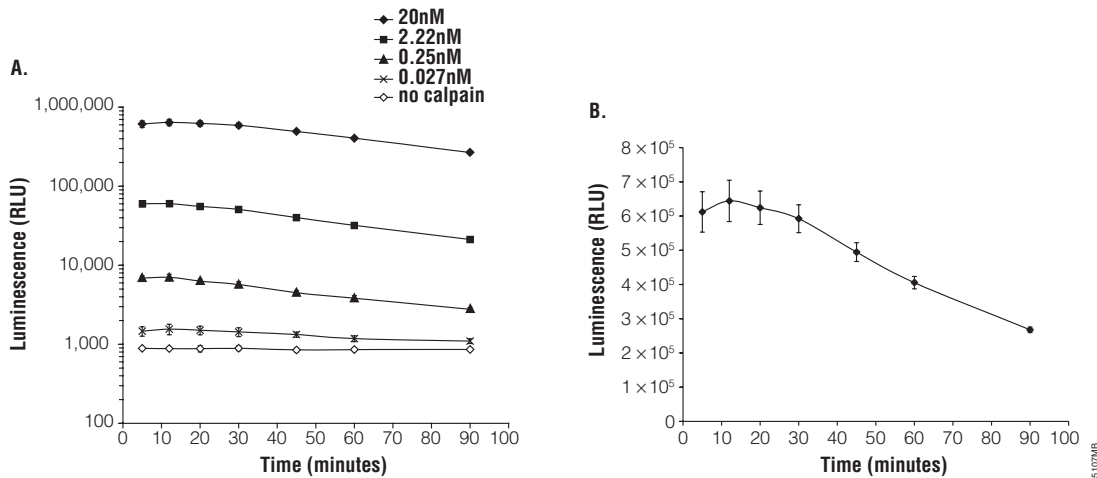 A.
20nM
2.22nM
0.25nM
0.027nM
no calpain
Luminescence (RLU)
1,000,000
100,000
10,000
1,000
100
0 10 20 30 40 50 60 70 80 90 100
Time (minutes)
B.
Luminescence (RLU)
8 × 10⁵
7 × 10⁵
6 × 10⁵
5 × 10⁵
4 × 10⁵
3 × 10⁵
2 × 10⁵
1 × 10⁵
0
0 10 20 30 40 50 60 70 80 90 100
Time (minutes)
5107MB